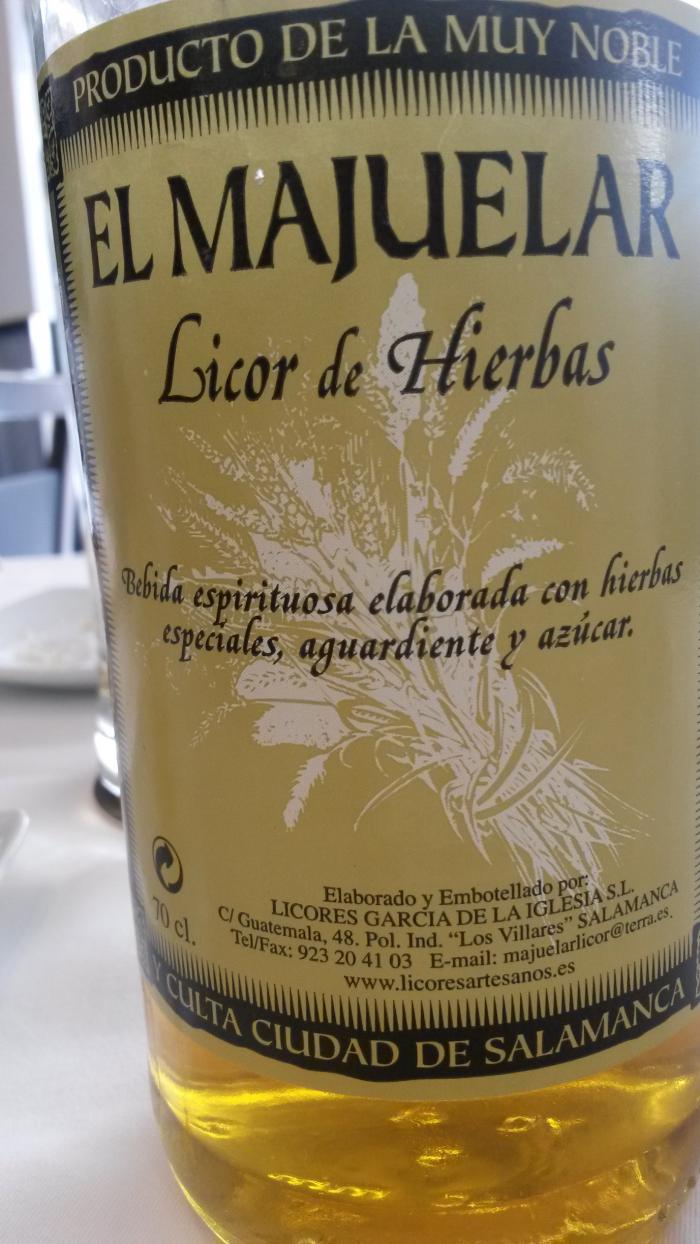 PRODUCTO DE LA MUY NOBLE
EL MAJUELAR
Licor de Hierbas
Bebida espirituosa elaborada con hierbas
especiales, aguardiente y azúcar.
70 cl.
Elaborado y Embotellado por:
LICORES GARCIA DE LA IGLESIA S.L.
C/ Guatemala, 48. Pol. Ind. "Los Villares" SALAMANCA
Tel/Fax: 923 20 41 03 E-mail: majuelarlicor@terra.es.
www.licoresartesanos.es
Y CULTA CIUDAD DE SALAMANCA